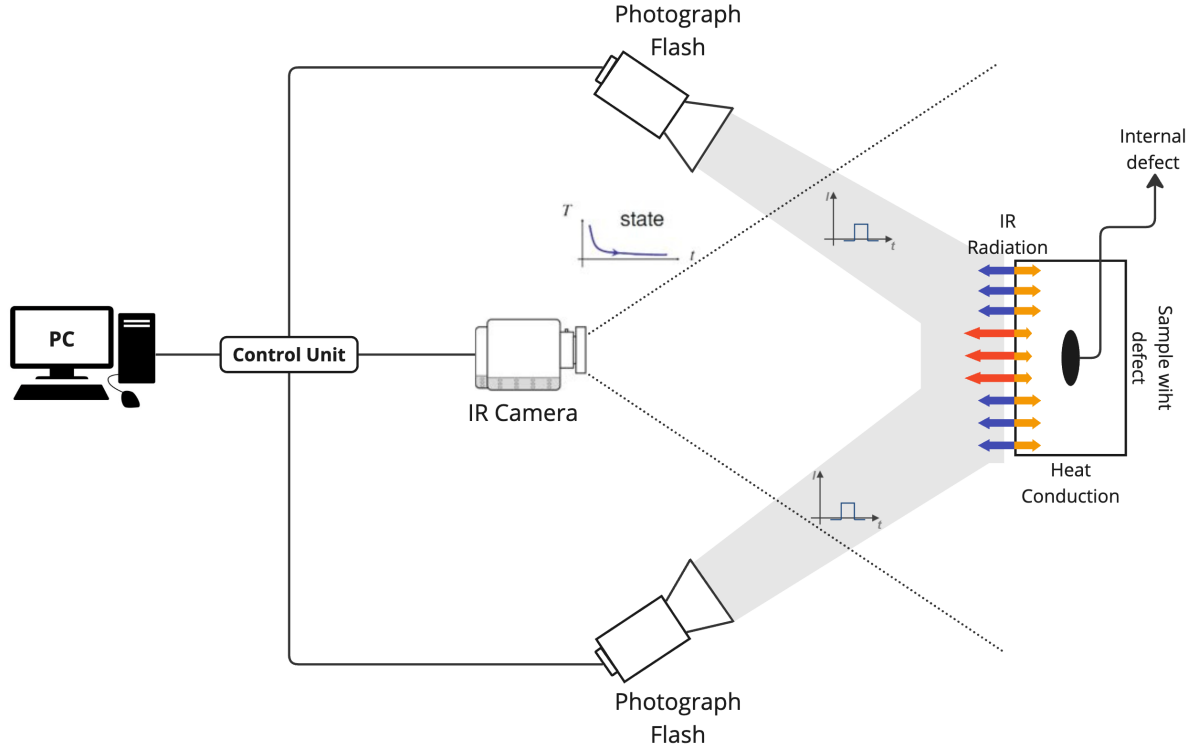 Photograph
Flash
Internal
defect
T
state
t
I
t
IR
Radiation
PC
Control Unit
IR Camera
Sample wiht
defect
Heat
Conduction
I
t
Photograph
Flash